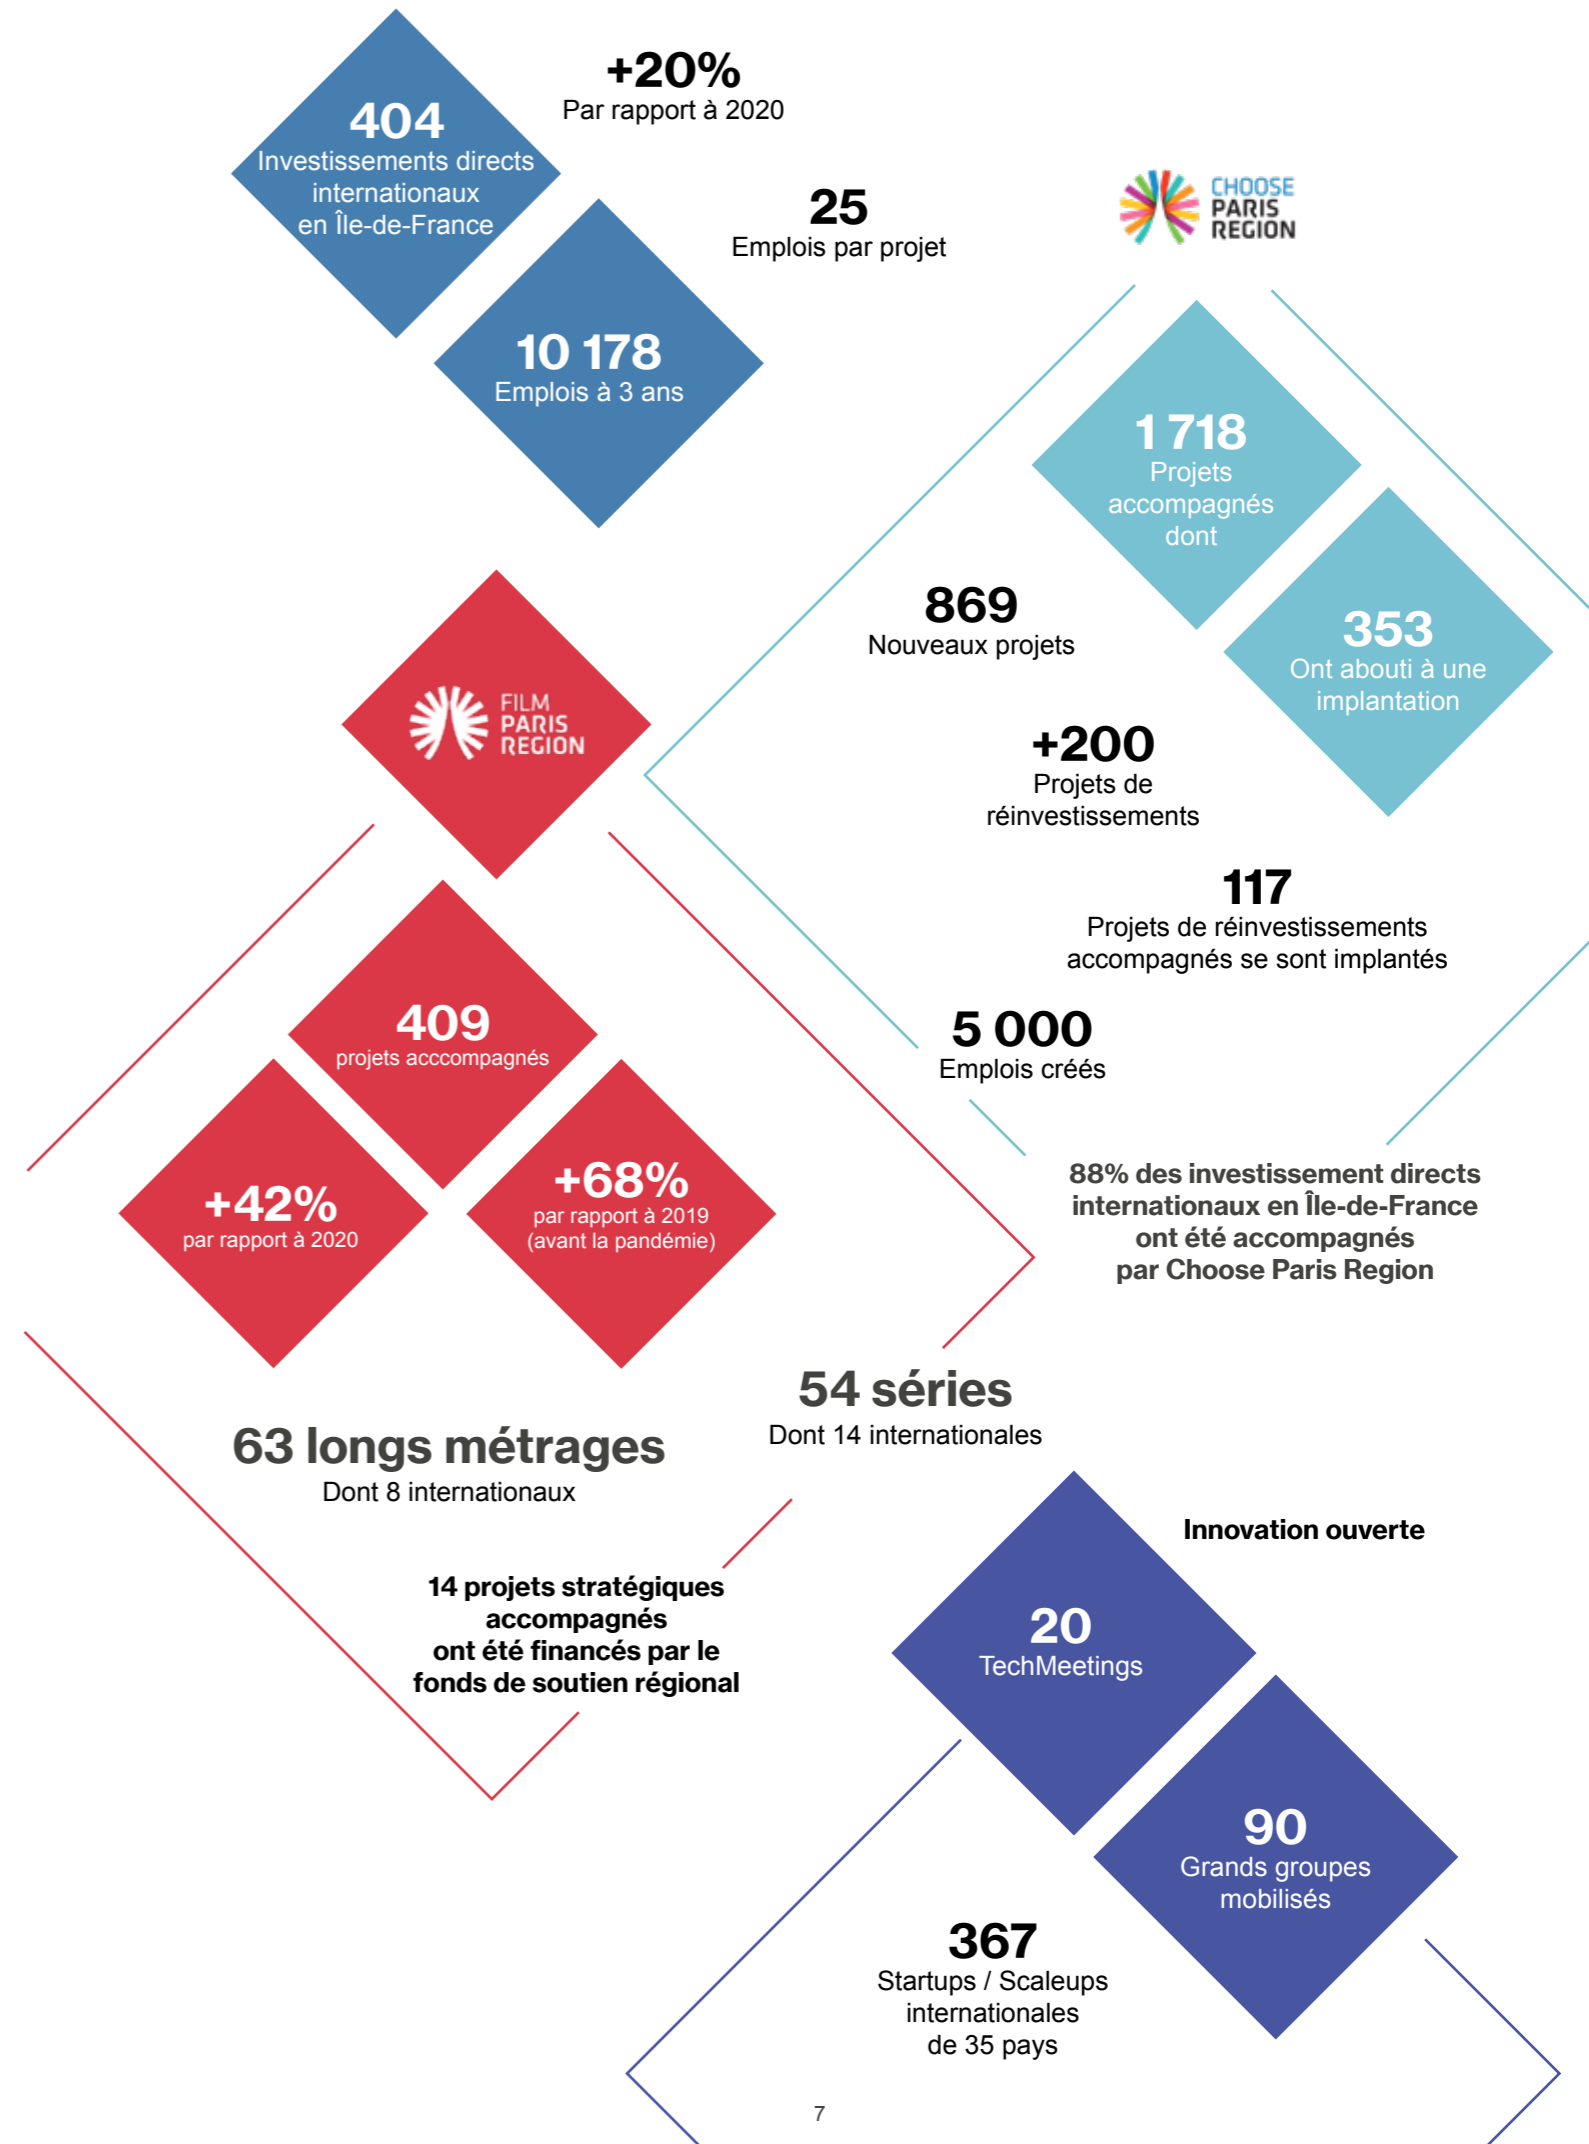 404
Investissements directs
internationaux
en Île-de-France
+20%
Par rapport à 2020
25
Emplois par projet
10 178
Emplois à 3 ans
CHOOSE
PARIS
REGION
1 718
Projets
accompagnés
dont
353
Ont abouti à une
implantation
869
Nouveaux projets
+200
Projets de
réinvestissements
117
Projets de réinvestissements
accompagnés se sont implantés
5 000
Emplois créés
88% des investissement directs
internationaux en Île-de-France
ont été accompagnés
par Choose Paris Region
FILM
PARIS
REGION
409
projets acccompagnés
+42%
par rapport à 2020
+68%
par rapport à 2019
(avant la pandémie)
54 séries
Dont 14 internationales
63 longs métrages
Dont 8 internationaux
14 projets stratégiques
accompagnés
ont été financés par le
fonds de soutien régional
Innovation ouverte
20
TechMeetings
90
Grands groupes
mobilisés
367
Startups / Scaleups
internationales
de 35 pays
7